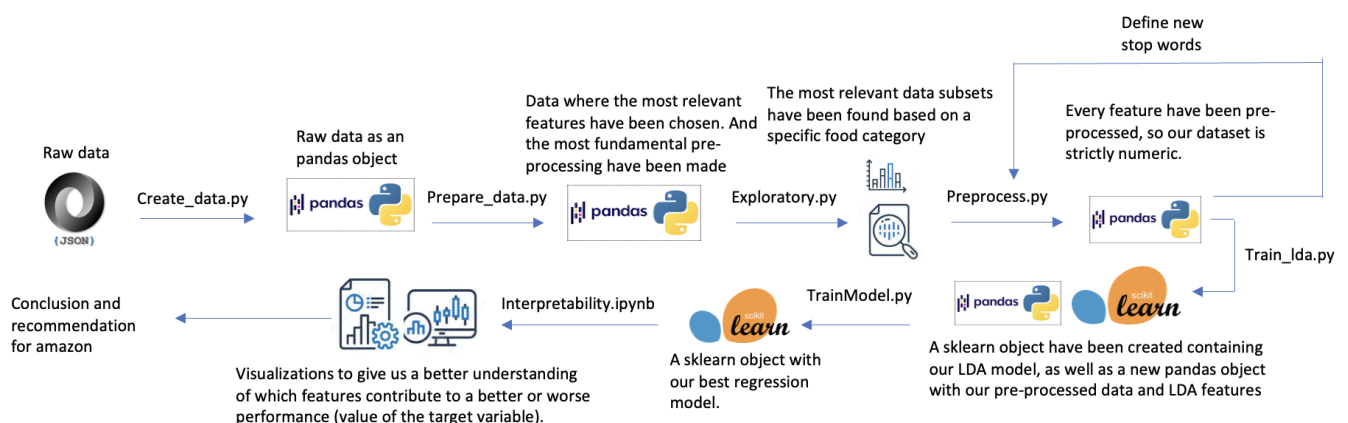 Define new
stop words
The most relevant data subsets
have been found based on a
specific food category
Data where the most relevant
features have been chosen. And
the most fundamental pre-
processing have been made
Every feature have been pre-
processed, so our dataset is
strictly numeric.
Raw data as an
pandas object
Raw data
{JSON}
Create_data.py
pandas
Prepare_data.py
pandas
Exploratory.py
Preprocess.py
pandas
Train_lda.py
pandas
scikit
learn
A sklearn object have been created containing
our LDA model, as well as a new pandas object
with our pre-processed data and LDA features
TrainModel.py
scikit
learn
A sklearn object with
our best regression
model.
Interpretability.ipynb
Visualizations to give us a better understanding
of which features contribute to a better or worse
performance (value of the target variable).
Conclusion and
recommendation
for amazon